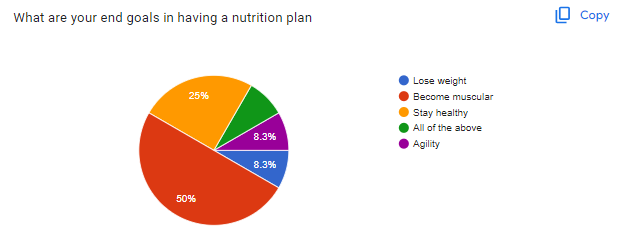 What are your end goals in having a nutrition plan
Copy
25%
8.3%
8.3%
50%
Lose weight
Become muscular
Stay healthy
All of the above
Agility